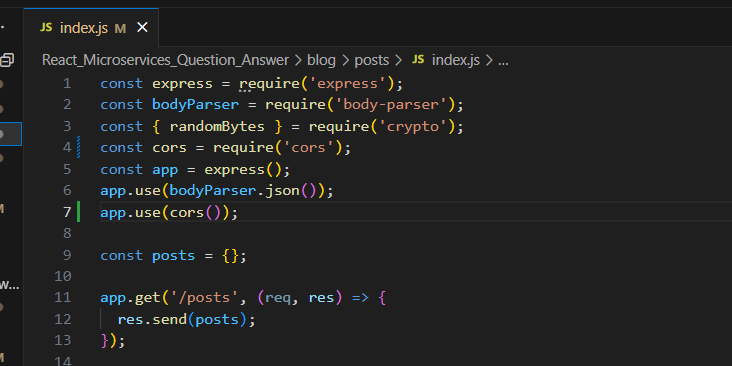 JS index.js M ×
React_Microservices_Question_Answer > blog > posts > JS index.js > ...
1 const express = require('express');
2 const bodyParser = require('body-parser');
3 const { randomBytes } = require('crypto');
4 const cors = require('cors');
5 const app = express();
6 app.use(bodyParser.json());
7 app.use(cors());
8
9 const posts = {};
10
11 app.get('/posts', (req, res) => {
12 res.send(posts);
13 });
14
w...